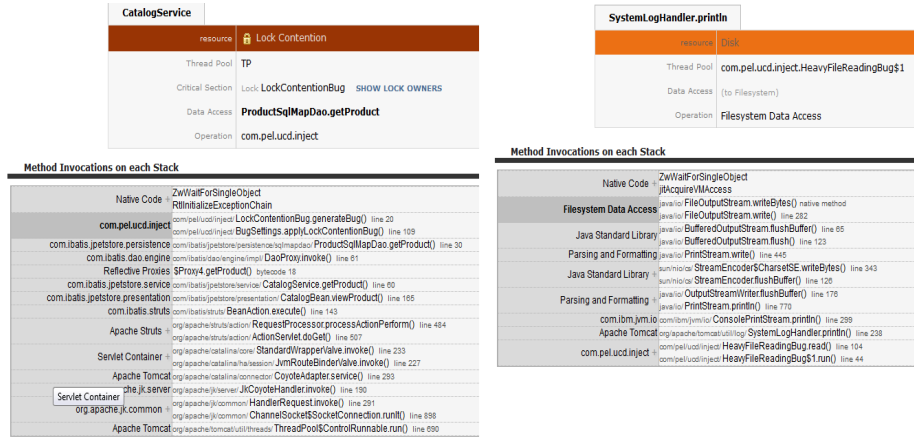 CatalogService
resource Lock Contention
Thread Pool TP
Critical Section Lock LockContentionBug SHOW LOCK OWNERS
Data Access ProductSqlMapDao.getProduct
Operation com.pel.ucd.inject
Method Invocations on each Stack
Native Code + ZwWaitForSingleObject
RtlInitializeExceptionChain
com.pel.ucd.inject com/pel/ucd/inject/ LockContentionBug.generateBug() line 20
com/pel/ucd/inject/ BugSettings.applyLockContentionBug() line 109
com.ibatis.jpetstore.persistence com/ibatis/jpetstore/persistence/sqlmapdao/ ProductSqlMapDao.getProduct() line 30
com.ibatis.dao.engine com/ibatis/dao/engine/impl/ DaoProxy.invoke() line 61
Reflective Proxies $Proxy4.getProduct() bytecode 18
com.ibatis.jpetstore.service com/ibatis/jpetstore/service/ CatalogService.getProduct() line 60
com.ibatis.jpetstore.presentation com/ibatis/jpetstore/presentation/ CatalogBean.viewProduct() line 165
com.ibatis.struts com/ibatis/struts/ BeanAction.execute() line 143
Apache Struts + org/apache/struts/action/ RequestProcessor.processActionPerform() line 484
org/apache/struts/action/ ActionServlet.doGet() line 507
Servlet Container + org/apache/catalina/core/ StandardWrapperValve.invoke() line 233
org/apache/catalina/ha/session/ JvmRouteBinderValve.invoke() line 227
Apache Tomcat org/apache/catalina/connector/ CoyoteAdapter.service() line 293
che.jk.server org/apache/jk/server/ JkCoyoteHandler.invoke() line 190
Servlet Container
org.apache.jk.common + org/apache/jk/common/ HandlerRequest.invoke() line 291
org/apache/jk/common/ ChannelSocket$SocketConnection.runIt() line 898
Apache Tomcat org/apache/tomcat/util/threads/ ThreadPool$ControlRunnable.run() line 690
SystemLogHandler.println
resource Disk
Thread Pool com.pel.ucd.inject.HeavyFileReadingBug$1
Data Access (to Filesystem)
Operation Filesystem Data Access
Method Invocations on each Stack
Native Code + ZwWaitForSingleObject
jitAcquireVMAccess
Filesystem Data Access java/io/ FileOutputStream.writeBytes() native method
java/io/ FileOutputStream.write() line 282
Java Standard Library java/io/ BufferedOutputStream.flushBuffer() line 65
java/io/ BufferedOutputStream.flush() line 123
Parsing and Formatting java/io/ PrintStream.write() line 445
Java Standard Library + sun/nio/cs/ StreamEncoder$CharsetSE.writeBytes() line 343
sun/nio/cs/ StreamEncoder.flushBuffer() line 126
Parsing and Formatting + java/io/ OutputStreamWriter.flushBuffer() line 176
java/io/ PrintStream.println() line 770
com.ibm.jvm.io com/ibm/jvm/io/ ConsolePrintStream.println() line 299
Apache Tomcat org/apache/tomcat/util/log/ SystemLogHandler.println() line 238
com.pel.ucd.inject + com/pel/ucd/inject/ HeavyFileReadingBug.read() line 104
com/pel/ucd/inject/ HeavyFileReadingBug$1.run() line 44